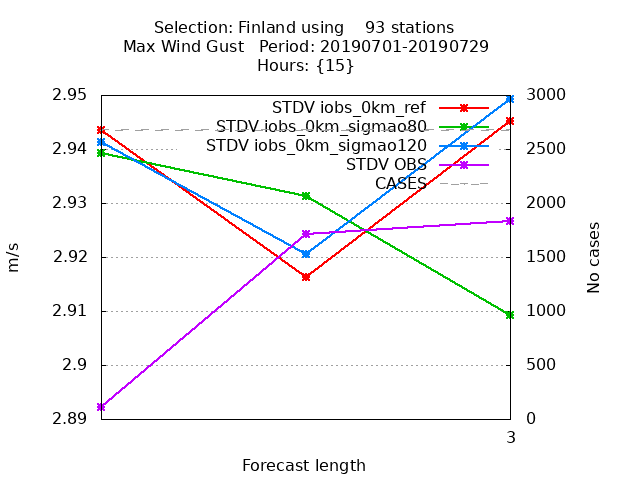 Selection: Finland using    93 stations
Max Wind Gust   Period: 20190701-20190729
Hours: {15}
2.95
3000
STDV iobs_0km_ref
STDV iobs_0km_sigmao80
2.94
STDV iobs_0km_sigmao120
2500
STDV OBS
CASES
2.93
2000
2.92
1500
2.91
1000
2.9
500
2.89
0
m/s
No cases
3
Forecast length